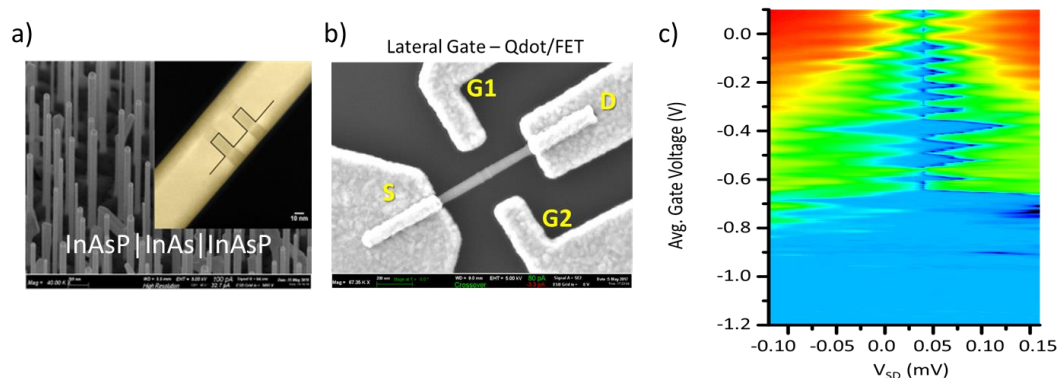 a)
InAsP|InAs|InAsP
10 nm
b)
Lateral Gate – Qdot/FET
G1
D
S
G2
c)
Avg. Gate Voltage (V)
0.0
-0.2
-0.4
-0.6
-0.8
-1.0
-1.2
-0.10
-0.05
0.0
0.05
0.10
0.15
V_SD (mV)